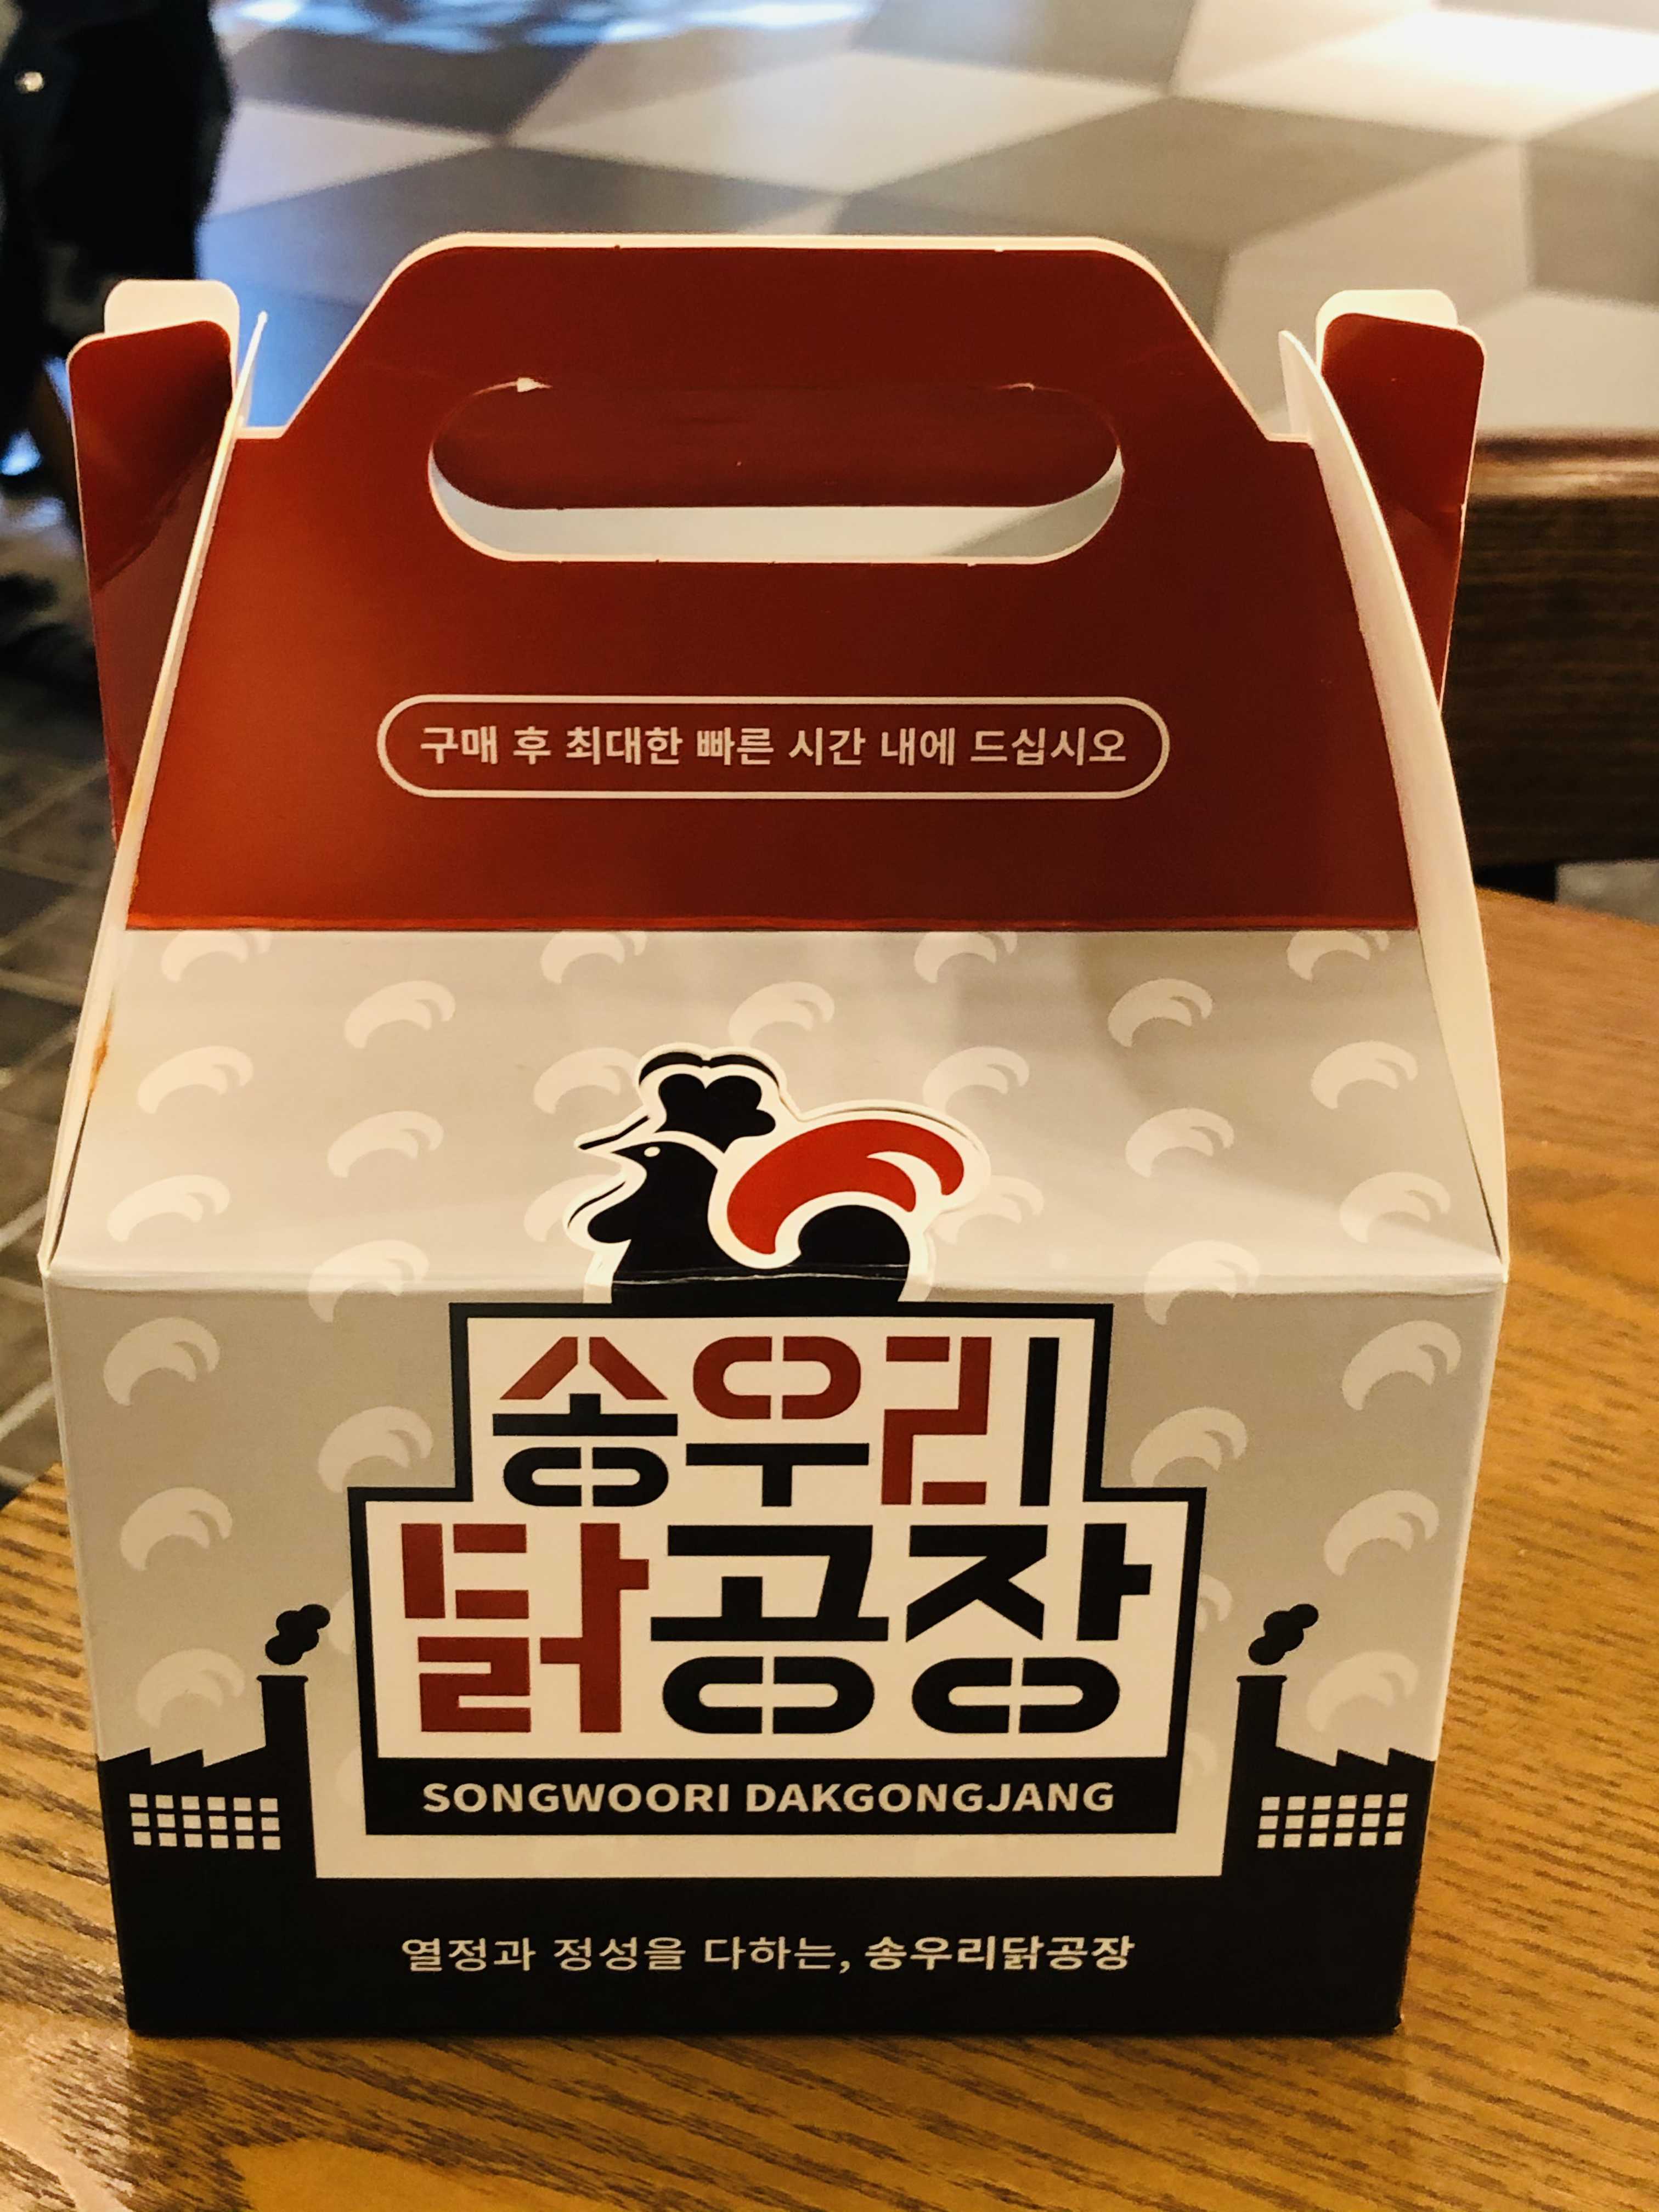 구매 후 최대한 빠른 시간 내에 드십시오
송우리
닭공장
SONGWOORI DAKGONGJANG
열정과 정성을 다하는, 송우리닭공장